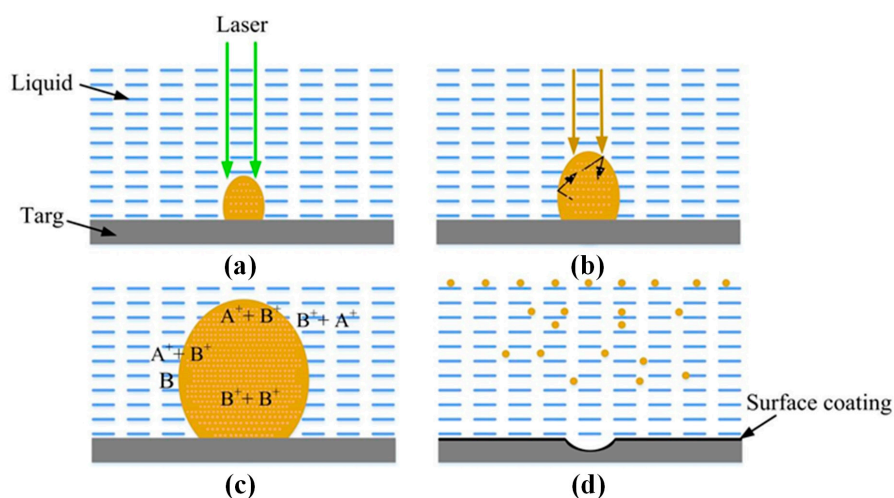 Laser
Liquid
Targ
(a)
(b)
A⁺+ B⁺
B⁺+ A⁺
A⁺+ B⁺
B
B⁺+ B⁺
Surface coating
(c)
(d)